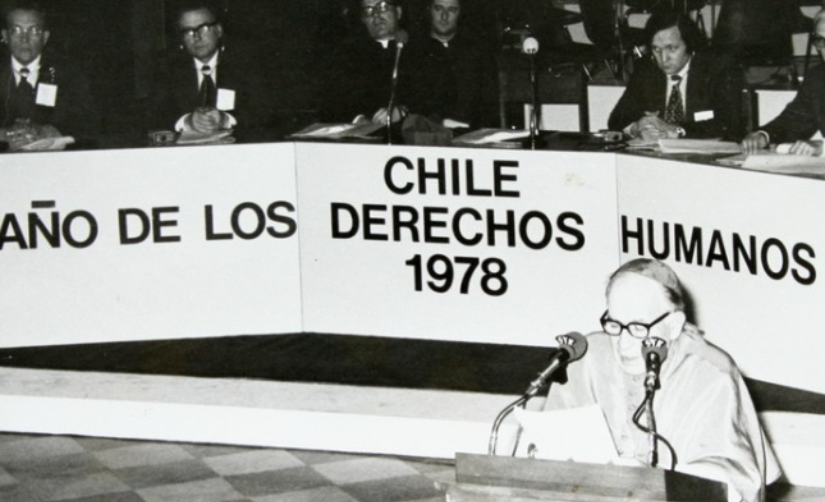 CHILE
AÑO DE LOS DERECHOS HUMANOS
1978